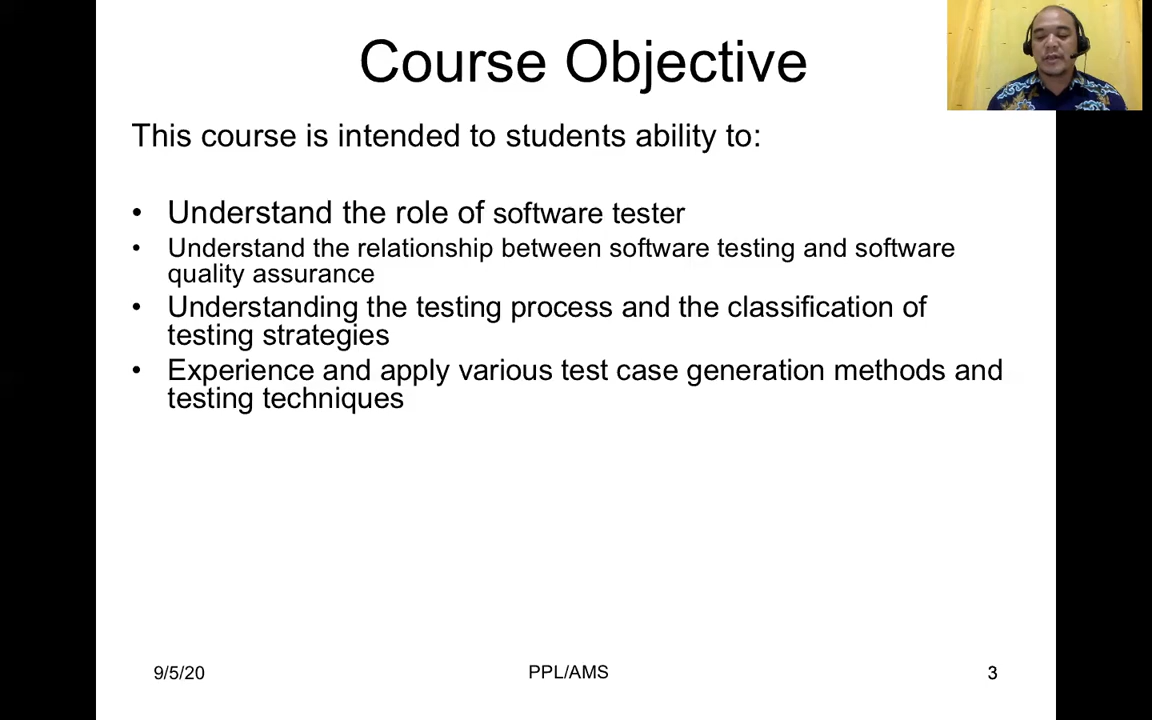 Course Objective
This course is intended to students ability to:
• Understand the role of software tester
• Understand the relationship between software testing and software
quality assurance
• Understanding the testing process and the classification of
testing strategies
• Experience and apply various test case generation methods and
testing techniques
9/5/20 PPL/AMS 3